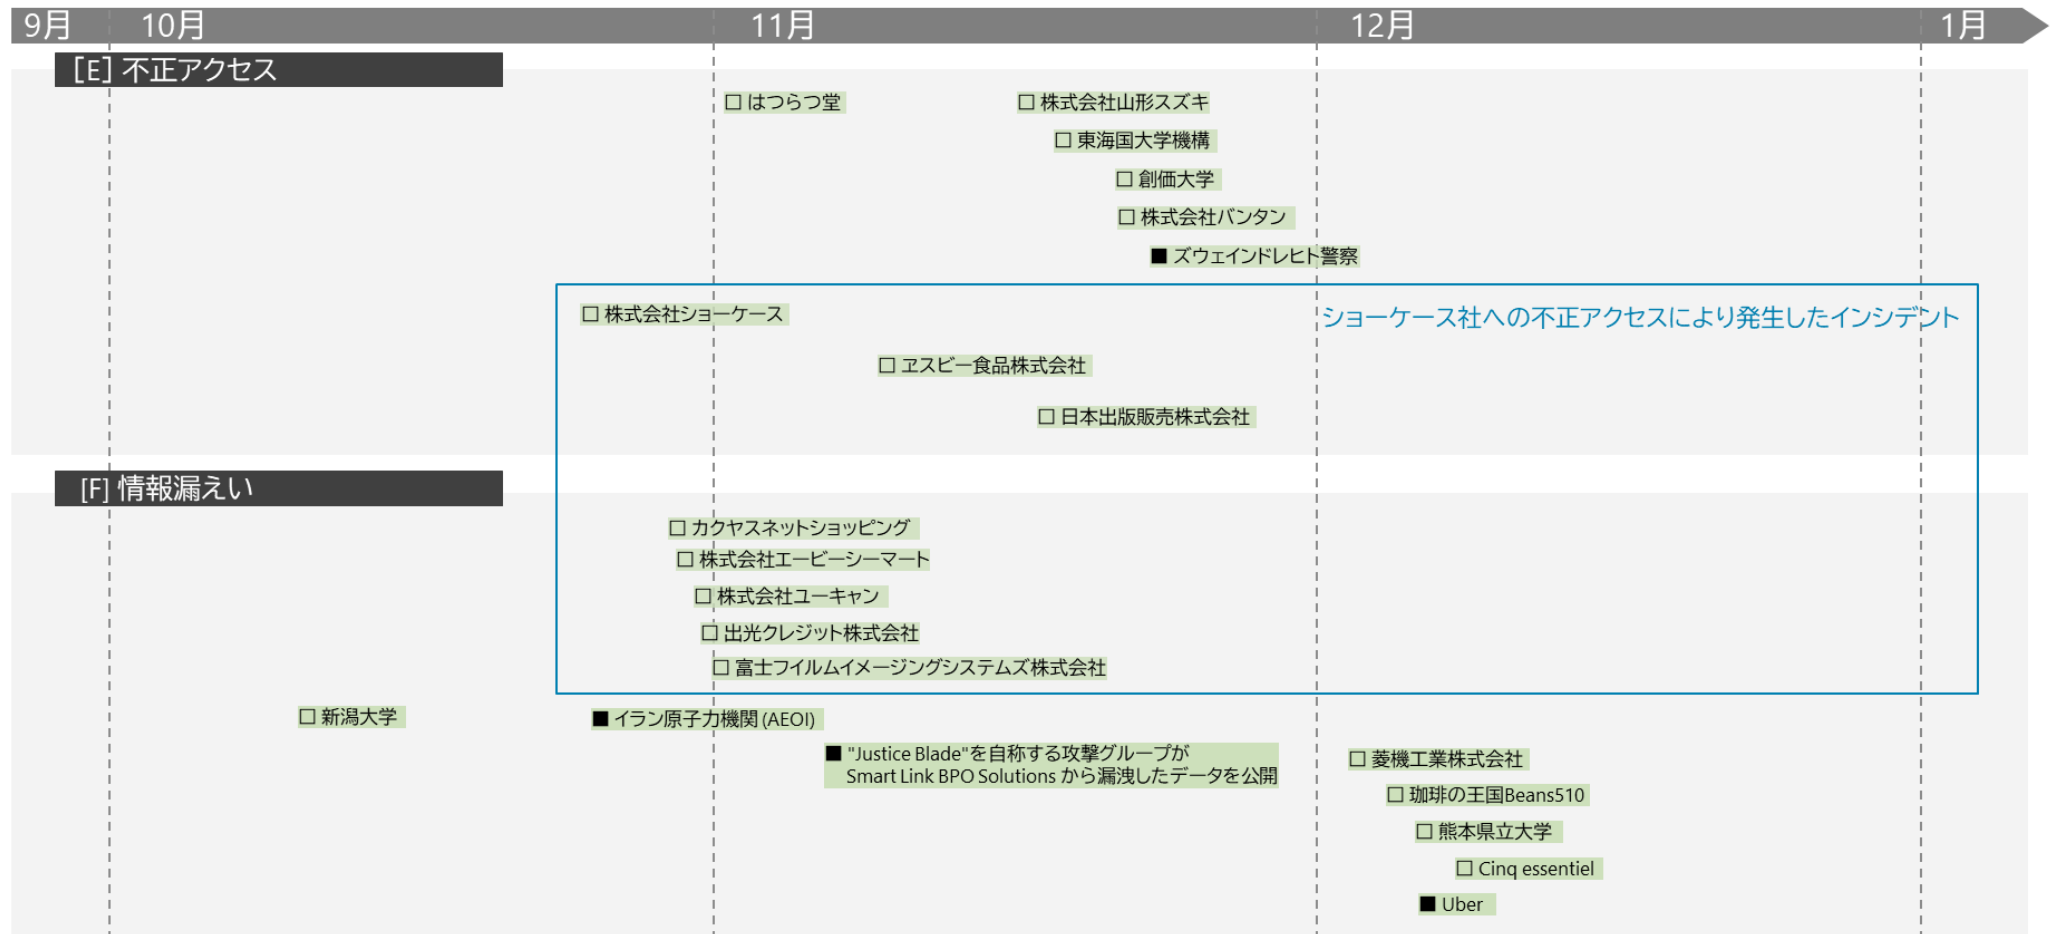 9月 10月 11月 12月 1月
[E] 不正アクセス
□ はつらつ堂 □ 株式会社山形スズキ
□ 東海国大学機構
□ 創価大学
□ 株式会社バンタン
■ ズウェインドレヒト警察
□ 株式会社ショーケース ショーケース社への不正アクセスにより発生したインシデント
□ ヱスビー食品株式会社
□ 日本出版販売株式会社
[F] 情報漏えい
□ カクヤスネットショッピング
□ 株式会社エービーシーマート
□ 株式会社ユーキャン
□ 出光クレジット株式会社
□ 富士フイルムイメージングシステムズ株式会社
□ 新潟大学 ■ イラン原子力機関 (AEOI)
■ "Justice Blade"を自称する攻撃グループが
Smart Link BPO Solutions から漏洩したデータを公開
□ 菱機工業株式会社
□ 珈琲の王国Beans510
□ 熊本県立大学
□ Cinq essentiel
■ Uber